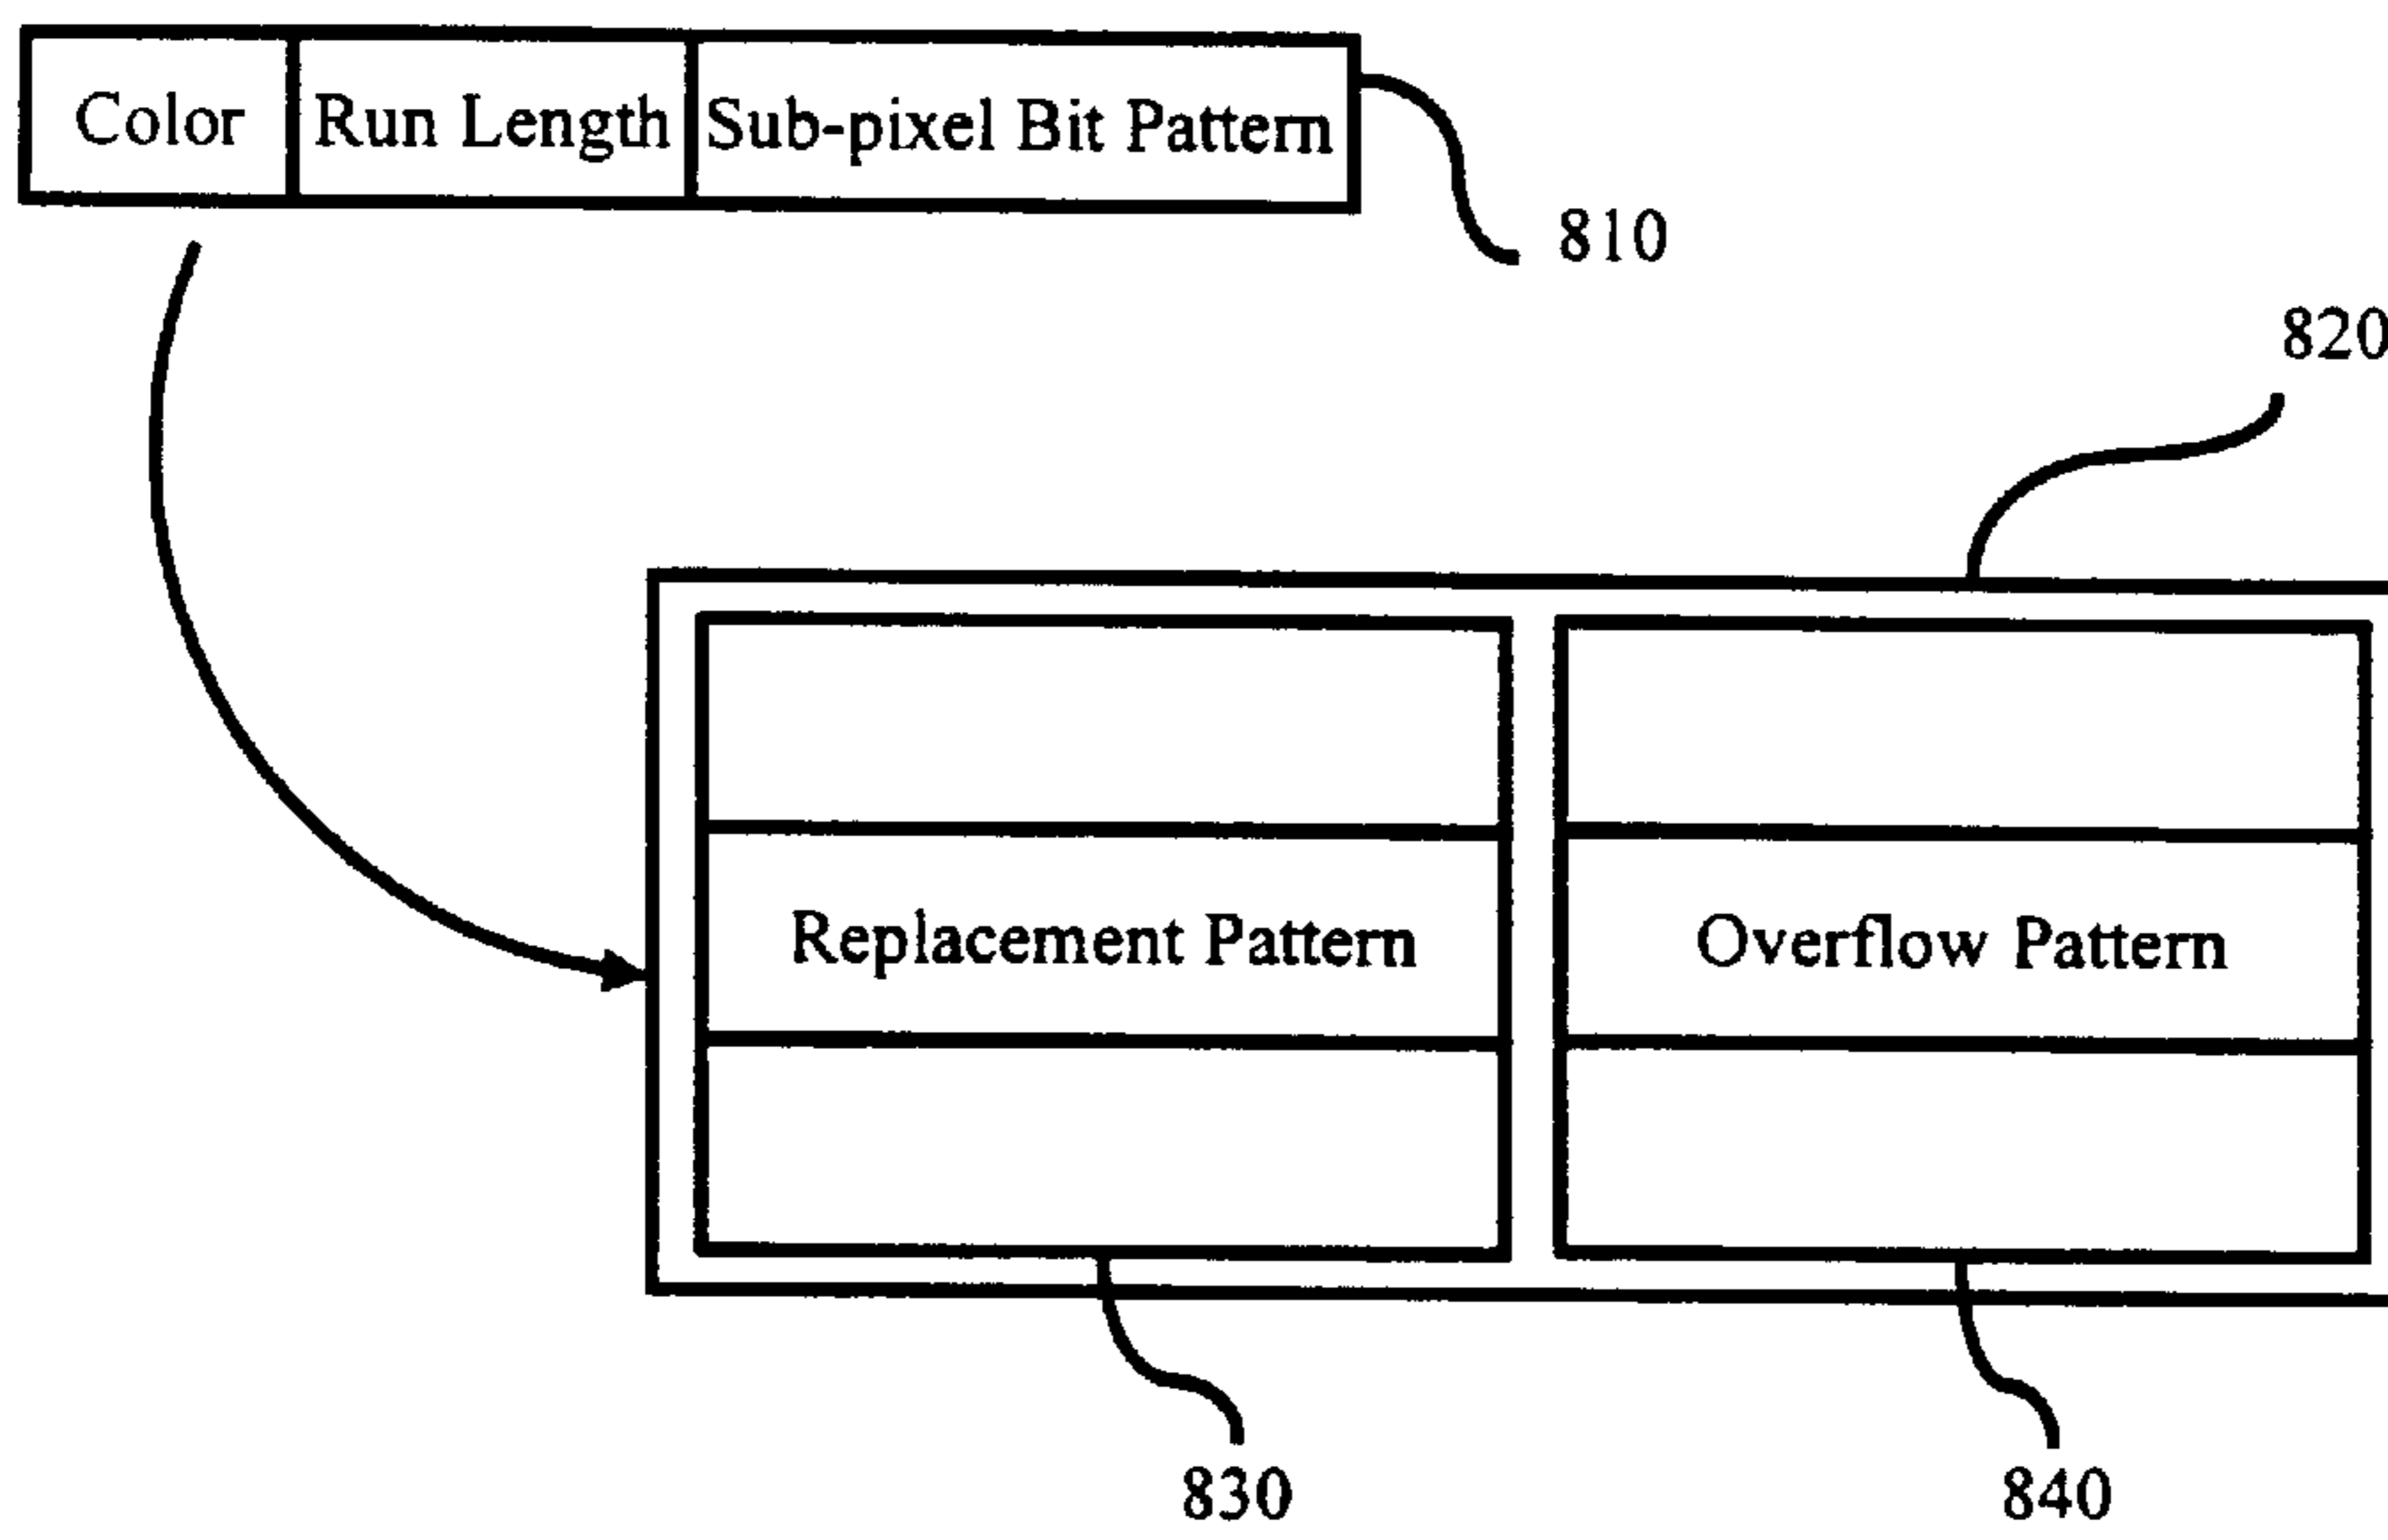 Color Run Length Sub-pixel Bit Pattern
810
820
Replacement Pattern Overflow Pattern
830 840